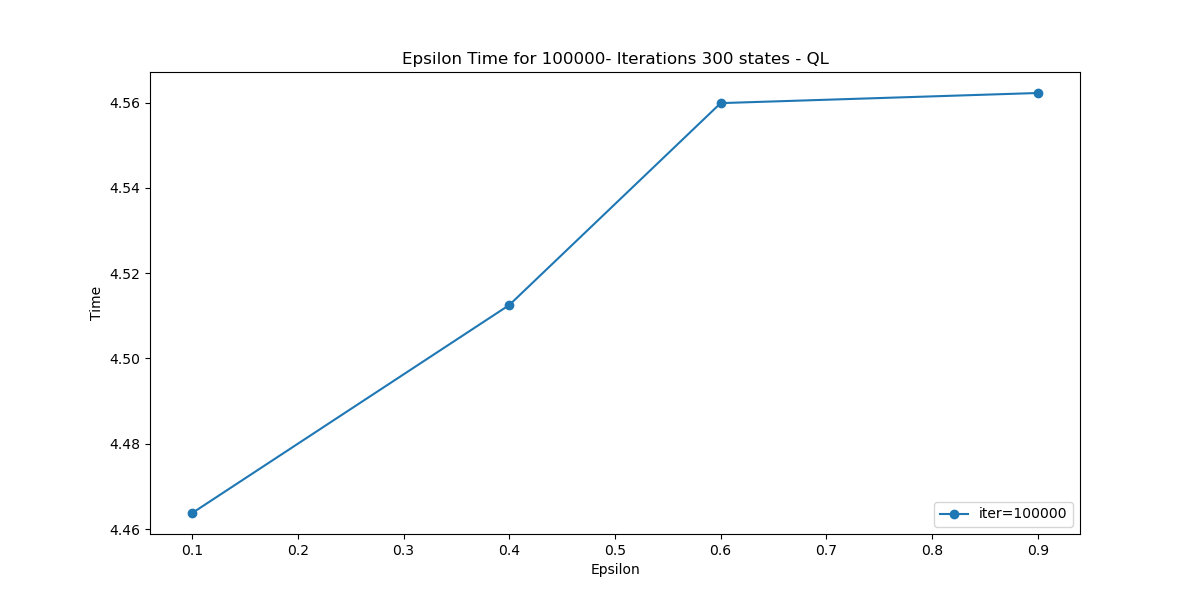 Epsilon Time for 100000- Iterations 300 states - QL
Time
4.56
4.54
4.52
4.50
4.48
4.46
0.1 0.2 0.3 0.4 0.5 0.6 0.7 0.8 0.9
Epsilon
iter=100000